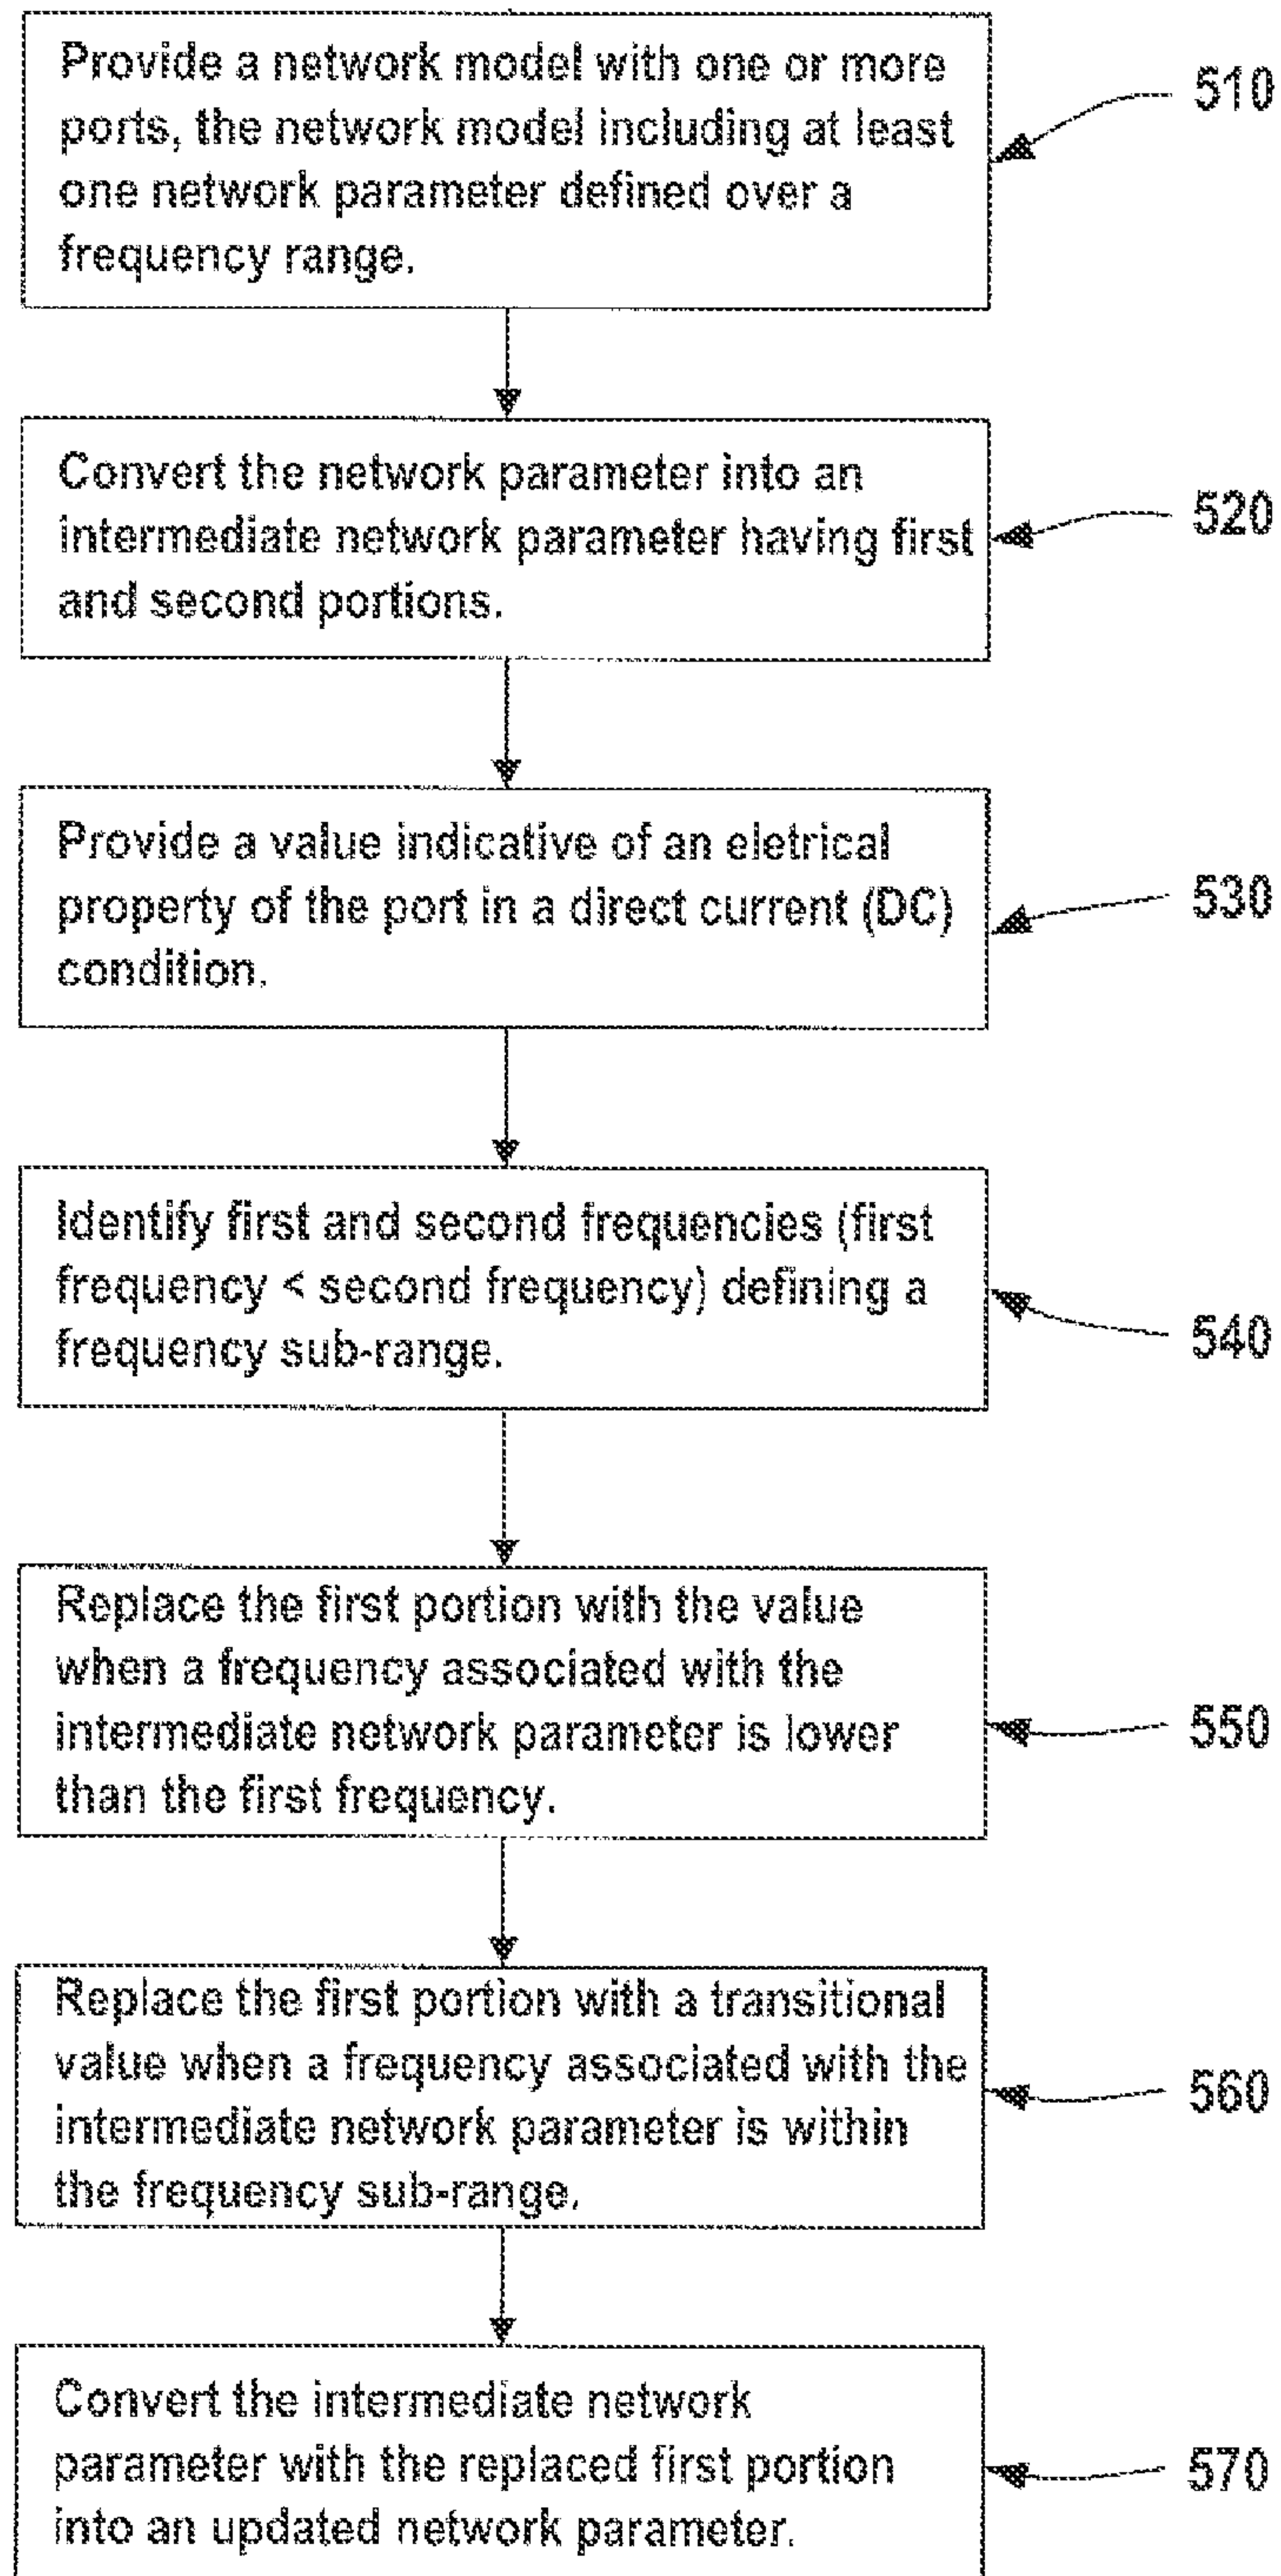 Provide a network model with one or more
ports, the network model including at least
one network parameter defined over a
frequency range.
510
Convert the network parameter into an
intermediate network parameter having first
and second portions.
520
Provide a value indicative of an eletrical
property of the port in a direct current (DC)
condition.
530
Identify first and second frequencies (first
frequency < second frequency) defining a
frequency sub-range.
540
Replace the first portion with the value
when a frequency associated with the
intermediate network parameter is lower
than the first frequency.
550
Replace the first portion with a transitional
value when a frequency associated with the
intermediate network parameter is within
the frequency sub-range.
560
Convert the intermediate network
parameter with the replaced first portion
into an updated network parameter.
570